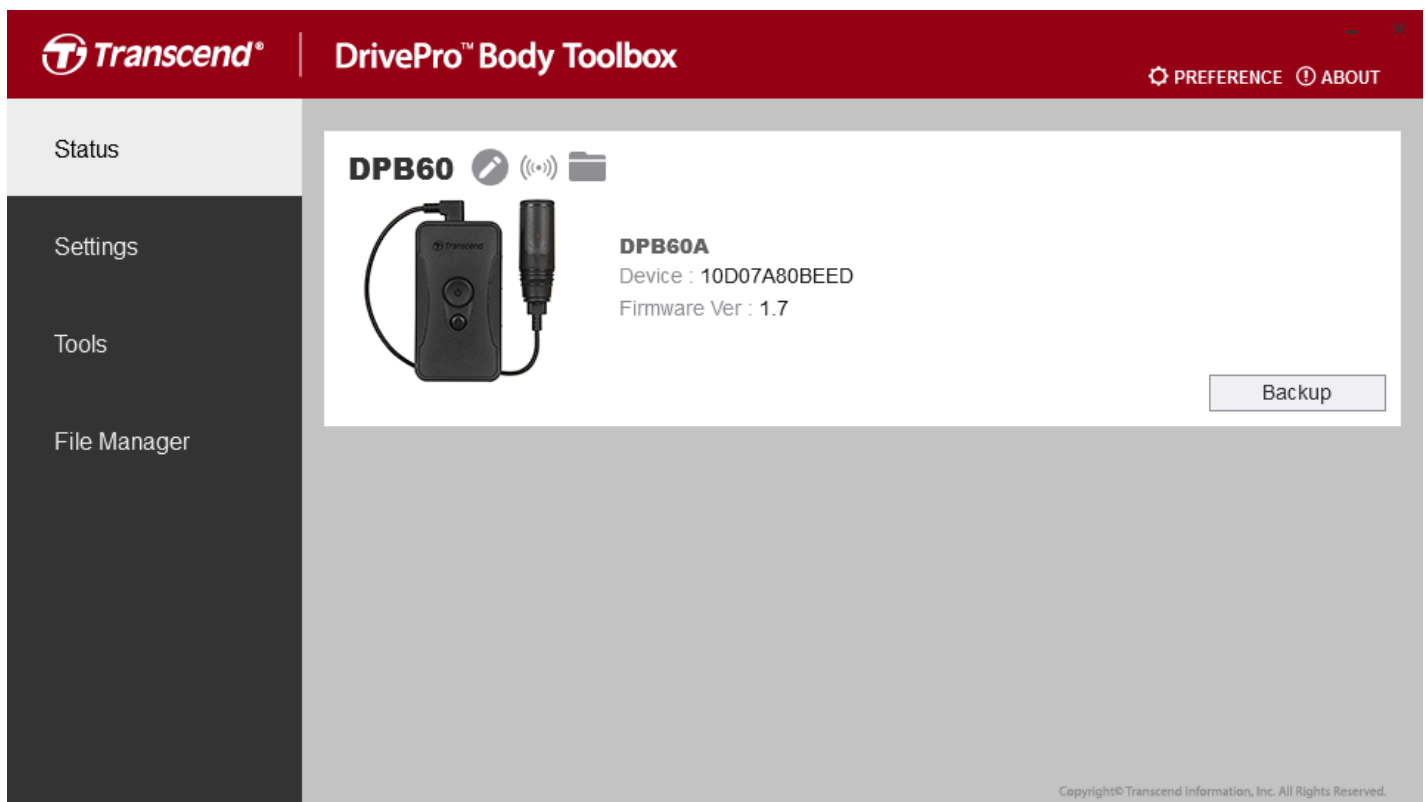 Transcend®
DrivePro™ Body Toolbox
PREFERENCE
ABOUT
Status
Settings
Tools
File Manager
DPB60
Transcend
DPB60A
Device : 10D07A80BEED
Firmware Ver : 1.7
Backup
Copyright© Transcend Information, Inc. All Rights Reserved.